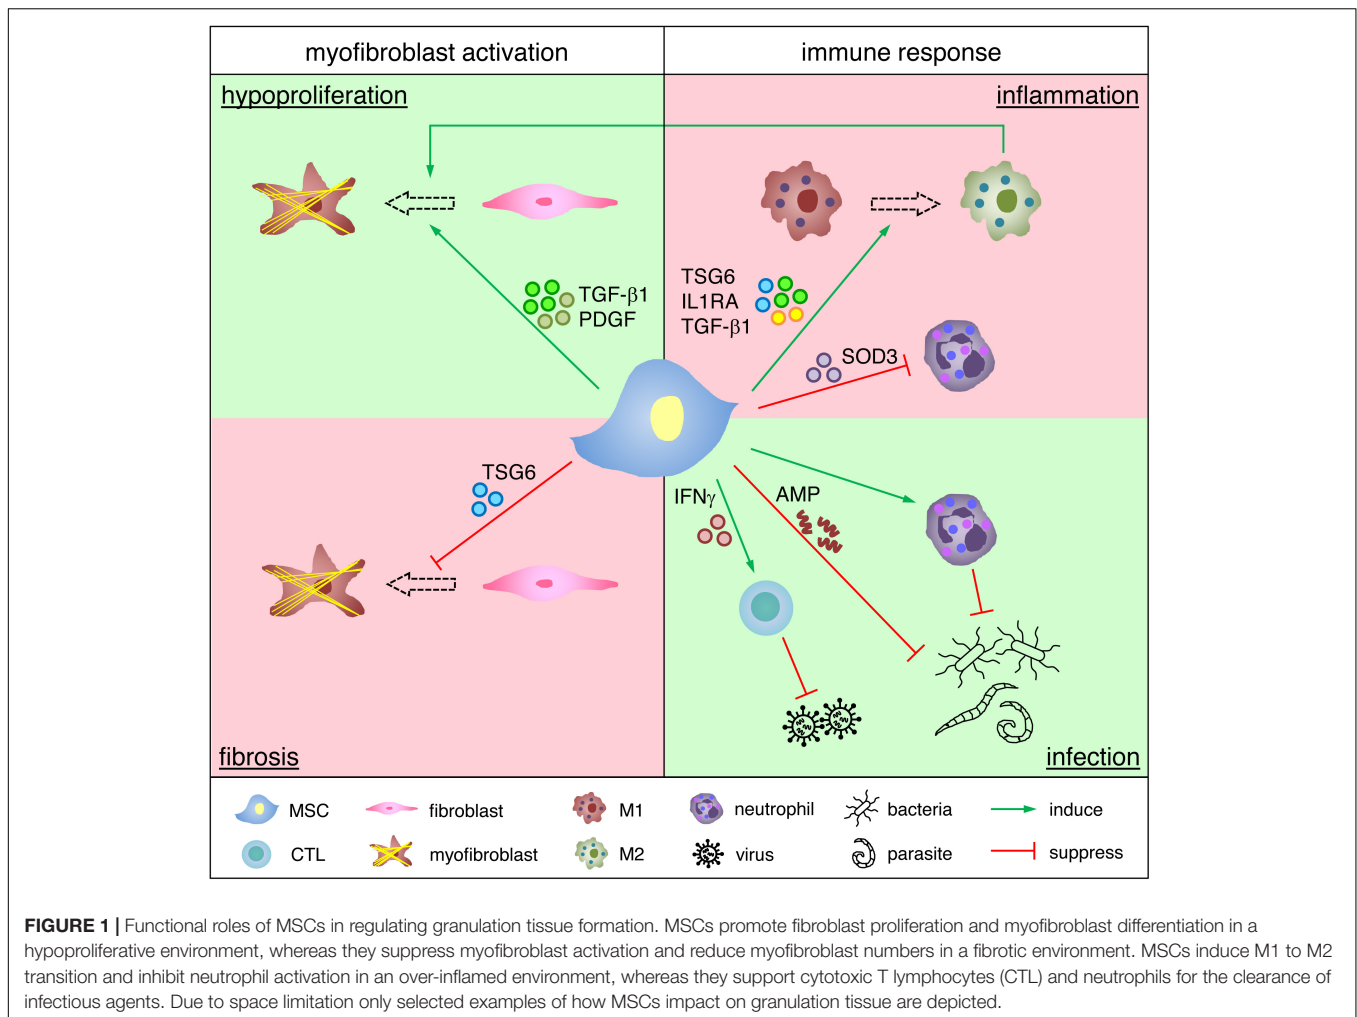 myofibroblast activation
immune response
hypoproliferation
inflammation
TGF-β1
PDGF
TSG6
IL1RA
TGF-β1
SOD3
TSG6
IFNγ
AMP
fibrosis
infection
MSC
fibroblast
M1
neutrophil
bacteria
induce
CTL
myofibroblast
M2
virus
parasite
suppress
FIGURE 1 | Functional roles of MSCs in regulating granulation tissue formation. MSCs promote fibroblast proliferation and myofibroblast differentiation in a
hypoproliferative environment, whereas they suppress myofibroblast activation and reduce myofibroblast numbers in a fibrotic environment. MSCs induce M1 to M2
transition and inhibit neutrophil activation in an over-inflamed environment, whereas they support cytotoxic T lymphocytes (CTL) and neutrophils for the clearance of
infectious agents. Due to space limitation only selected examples of how MSCs impact on granulation tissue are depicted.